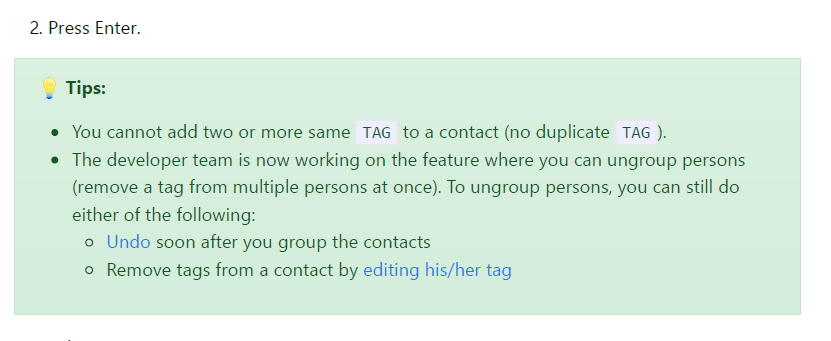 2. Press Enter.
💡 Tips:
• You cannot add two or more same TAG to a contact (no duplicate TAG ).
• The developer team is now working on the feature where you can ungroup persons
(remove a tag from multiple persons at once). To ungroup persons, you can still do
either of the following:
◦ Undo soon after you group the contacts
◦ Remove tags from a contact by editing his/her tag